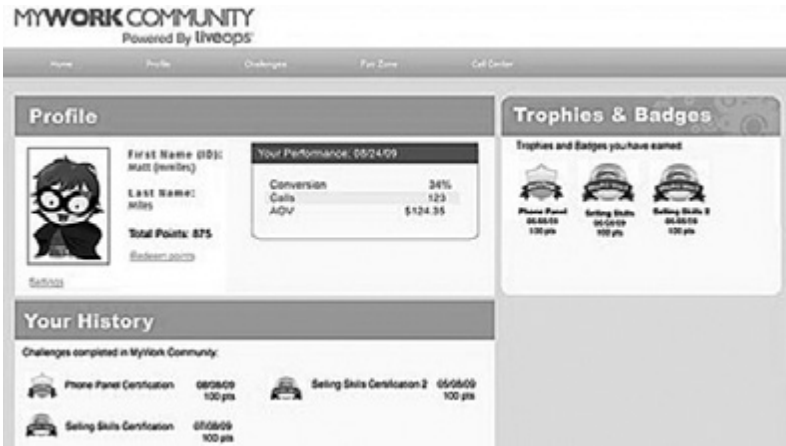 MYWORK COMMUNITY
Powered By liveops
Home Profile Challenges Fun Zone Call Center
Profile
First Name (ID):
Matt (mmiles)
Last Name:
Miles
Total Points: 875
Redeem points
Settings
Your Performance: 08/24/09
Conversion 34%
Calls 123
AOV $124.35
Trophies & Badges
Trophies and Badges you have earned
Phone Panel
100 pts
Selling Skills
100 pts
Selling Skills 2
100 pts
Your History
Challenges completed in MyWork Community:
Phone Panel Certification 08/08/09
100 pts
Selling Skills Certification 2 05/08/09
100 pts
Selling Skills Certification 07/08/09
100 pts